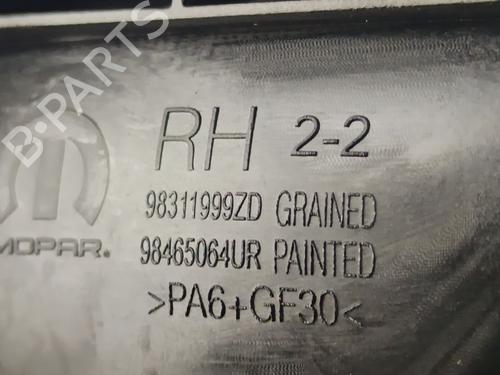 B-PARTS
RH 2-2
98311999ZD GRAINED
98465064UR PAINTED
MOPAR®
>PA6+GF30<